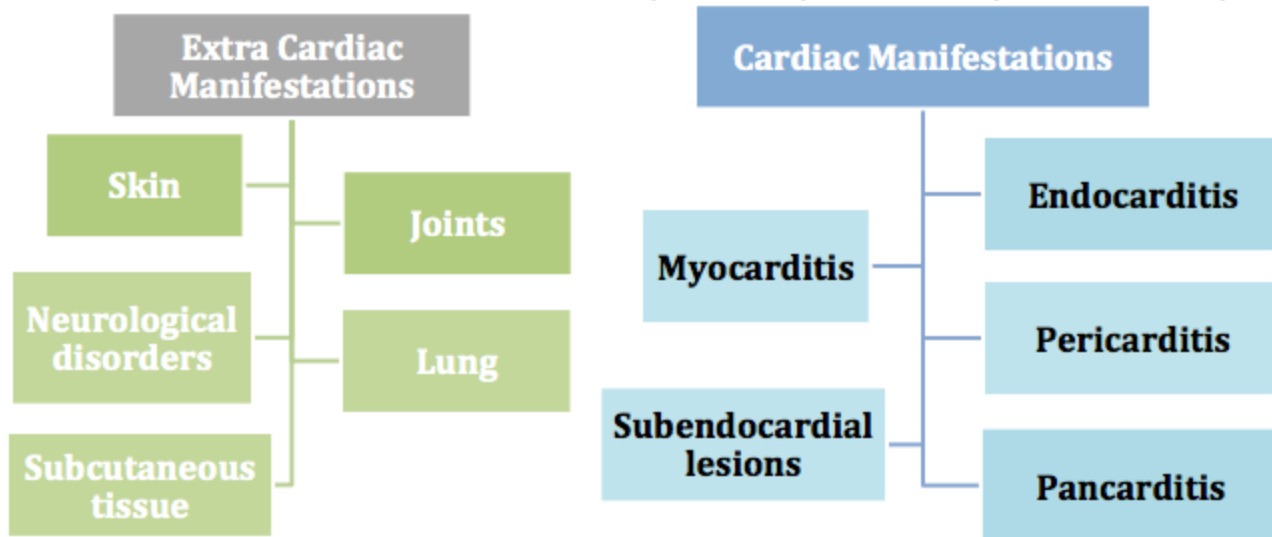 Extra Cardiac
Manifestations
Skin
Joints
Neurological
disorders
Lung
Subcutaneous
tissue
Cardiac Manifestations
Endocarditis
Myocarditis
Pericarditis
Subendocardial
lesions
Pancarditis